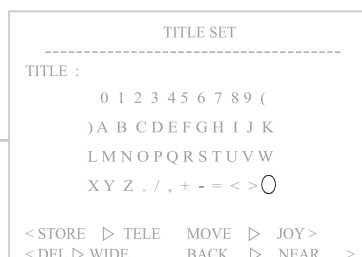 TITLE SET
------------------------------------
TITLE :
0 1 2 3 4 5 6 7 8 9 (
) A B C D E F G H I J K
L M N O P Q R S T U V W
X Y Z . / , + - = < >
< STORE ▷ TELE MOVE ▷ JOY >
< DEL ▷ WIDE BACK ▷ NEAR >